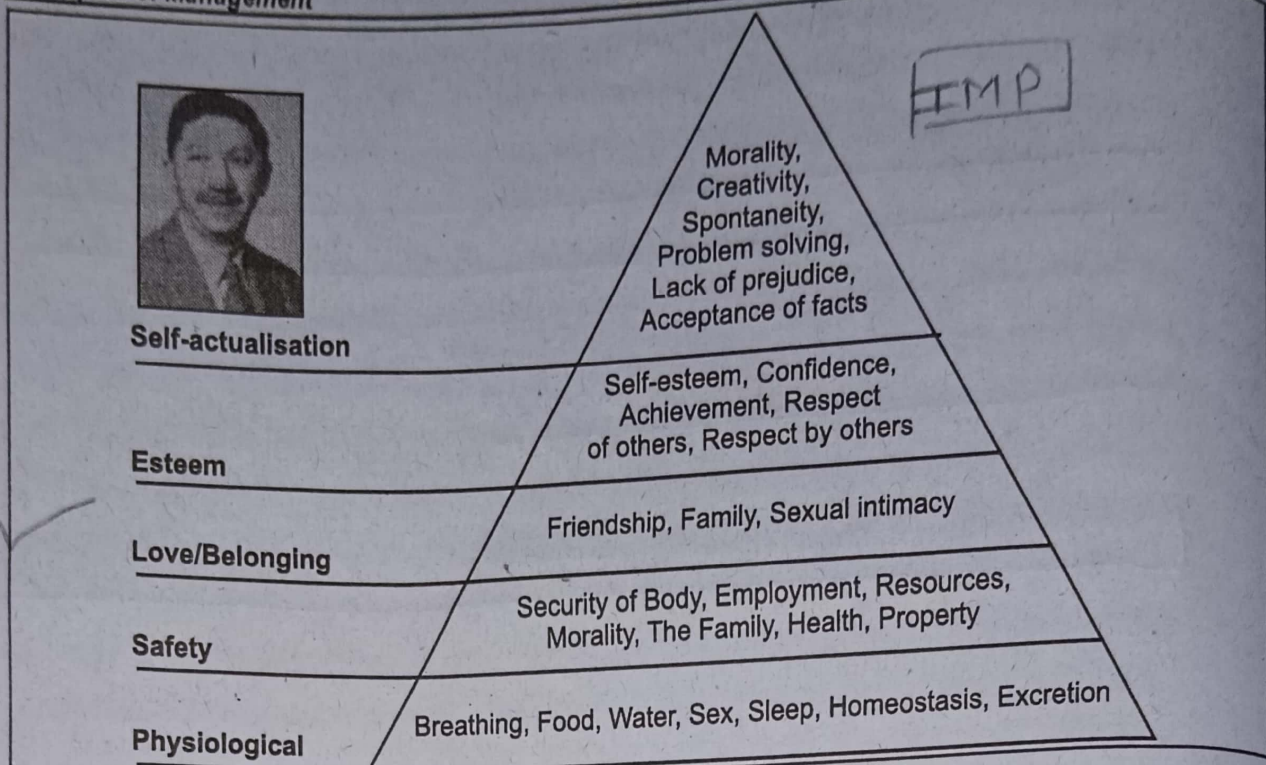 IMP
Morality,
Creativity,
Spontaneity,
Problem solving,
Lack of prejudice,
Acceptance of facts
Self-actualisation
Self-esteem, Confidence,
Achievement, Respect
of others, Respect by others
Esteem
Friendship, Family, Sexual intimacy
Love/Belonging
Security of Body, Employment, Resources,
Morality, The Family, Health, Property
Safety
Breathing, Food, Water, Sex, Sleep, Homeostasis, Excretion
Physiological